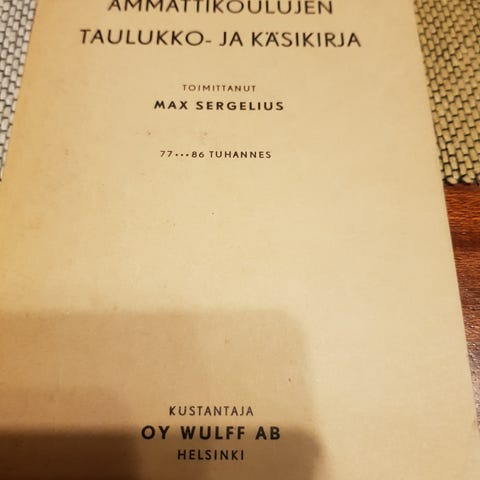 AMMATTIKOULUJEN
TAULUKKO- JA KÄSIKIRJA
TOIMITTANUT
MAX SERGELIUS
77...86 TUHANNES
KUSTANTAJA
OY WULFF AB
HELSINKI